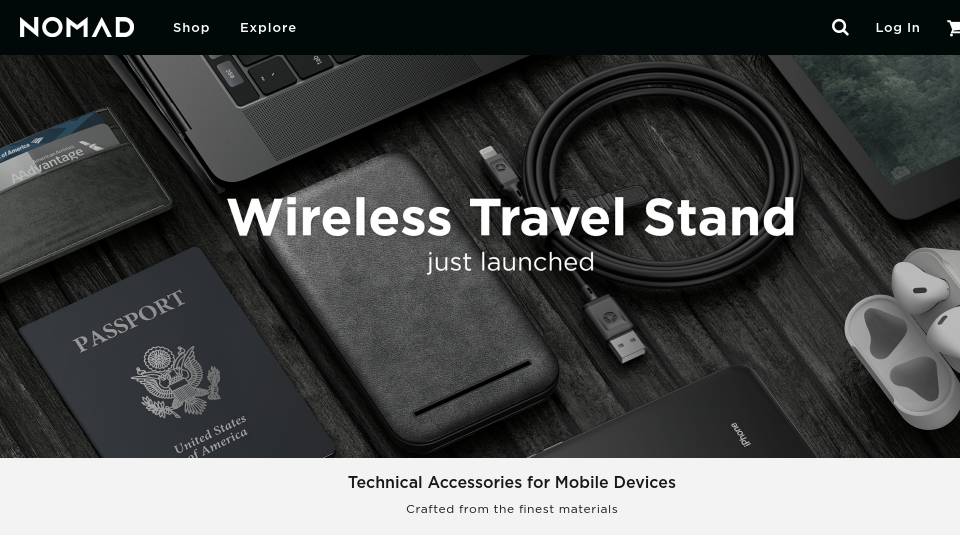 NOMAD
Shop
Explore
Log In
of America
AAdvantage
Wireless Travel Stand
just launched
PASSPORT
United States
of America
iPhone
Technical Accessories for Mobile Devices
Crafted from the finest materials